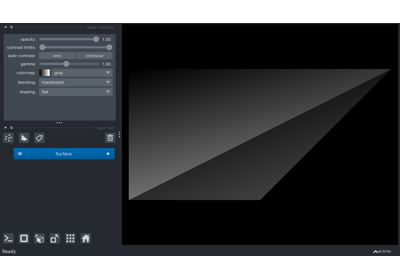 opacity: 1.00
contrast limits:
auto-contrast: once continuous
gamma: 1.00
colormap: gray
blending: translucent
shading: flat
Surface
Ready
activity